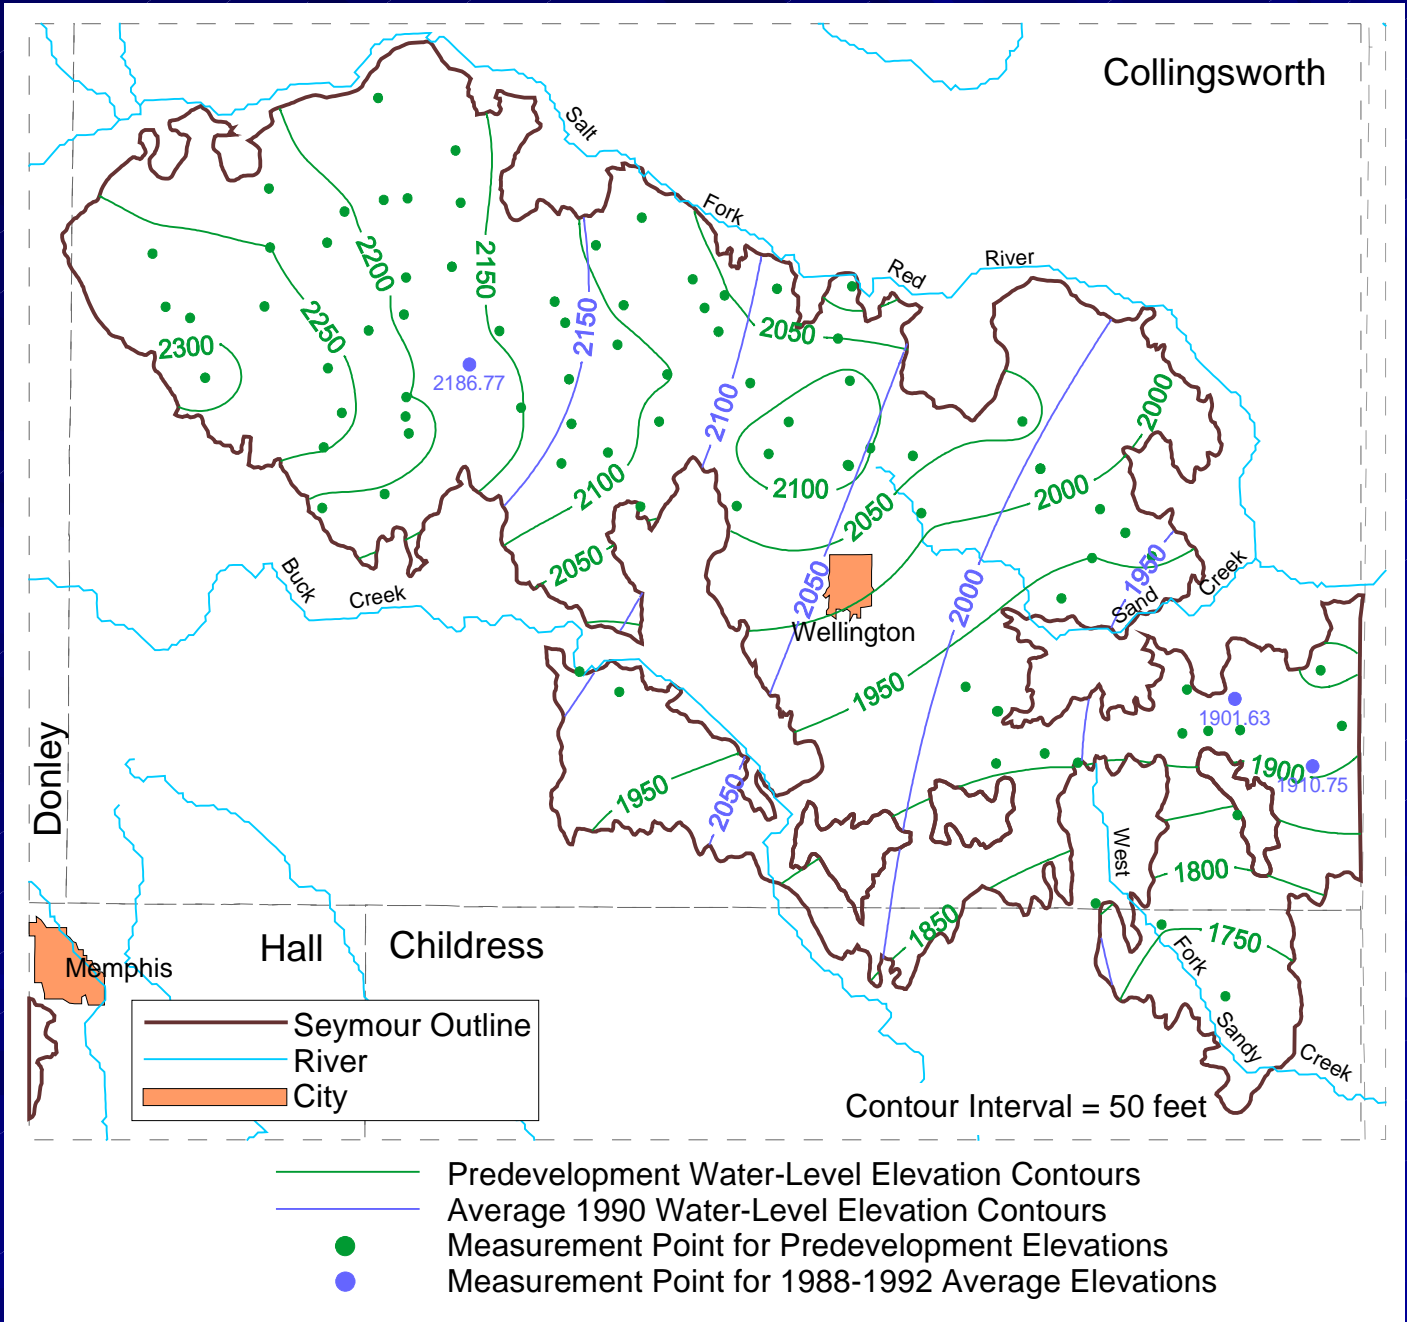 Collingsworth
Salt
Fork
Red
River
2200
2150
2250
2300
2150
2186.77
2050
2100
2000
2100
2100
2000
2050
2050
1950
Buck
Creek
2050
2000
Sand
Creek
Wellington
1950
1901.63
1900
1910.75
1950
2050
Donley
West
1800
1850
1750
Fork
Sandy
Creek
Hall
Childress
Memphis
Seymour Outline
River
City
Contour Interval = 50 feet
Predevelopment Water-Level Elevation Contours
Average 1990 Water-Level Elevation Contours
Measurement Point for Predevelopment Elevations
Measurement Point for 1988-1992 Average Elevations